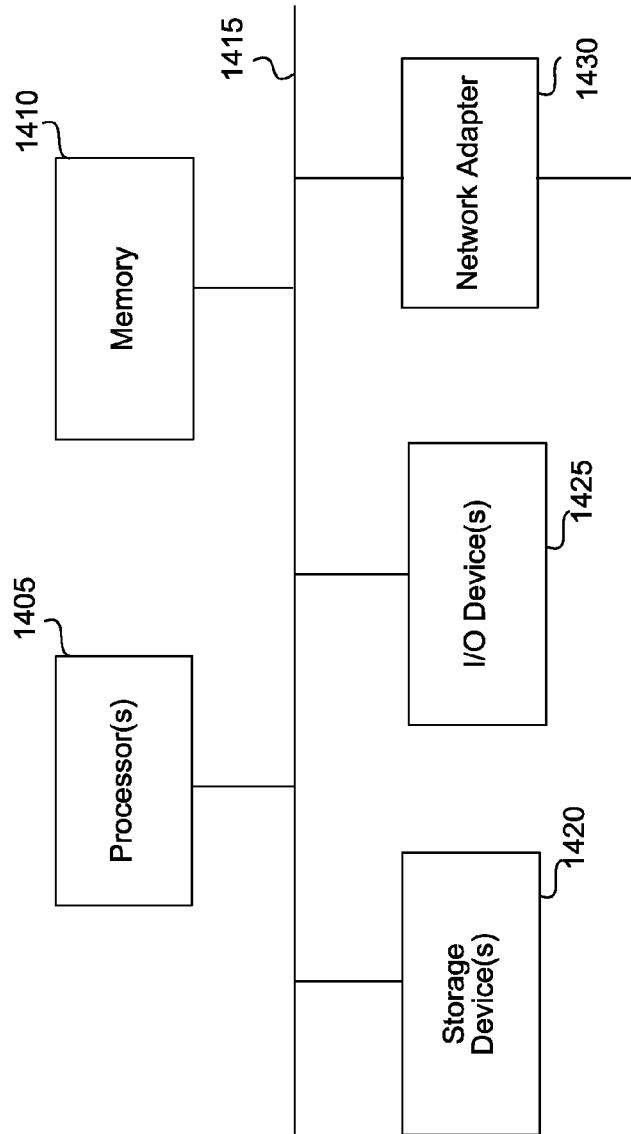 1405
Processor(s)
1410
Memory
1415
Storage
Device(s)
1420
I/O Device(s)
1425
Network Adapter
1430